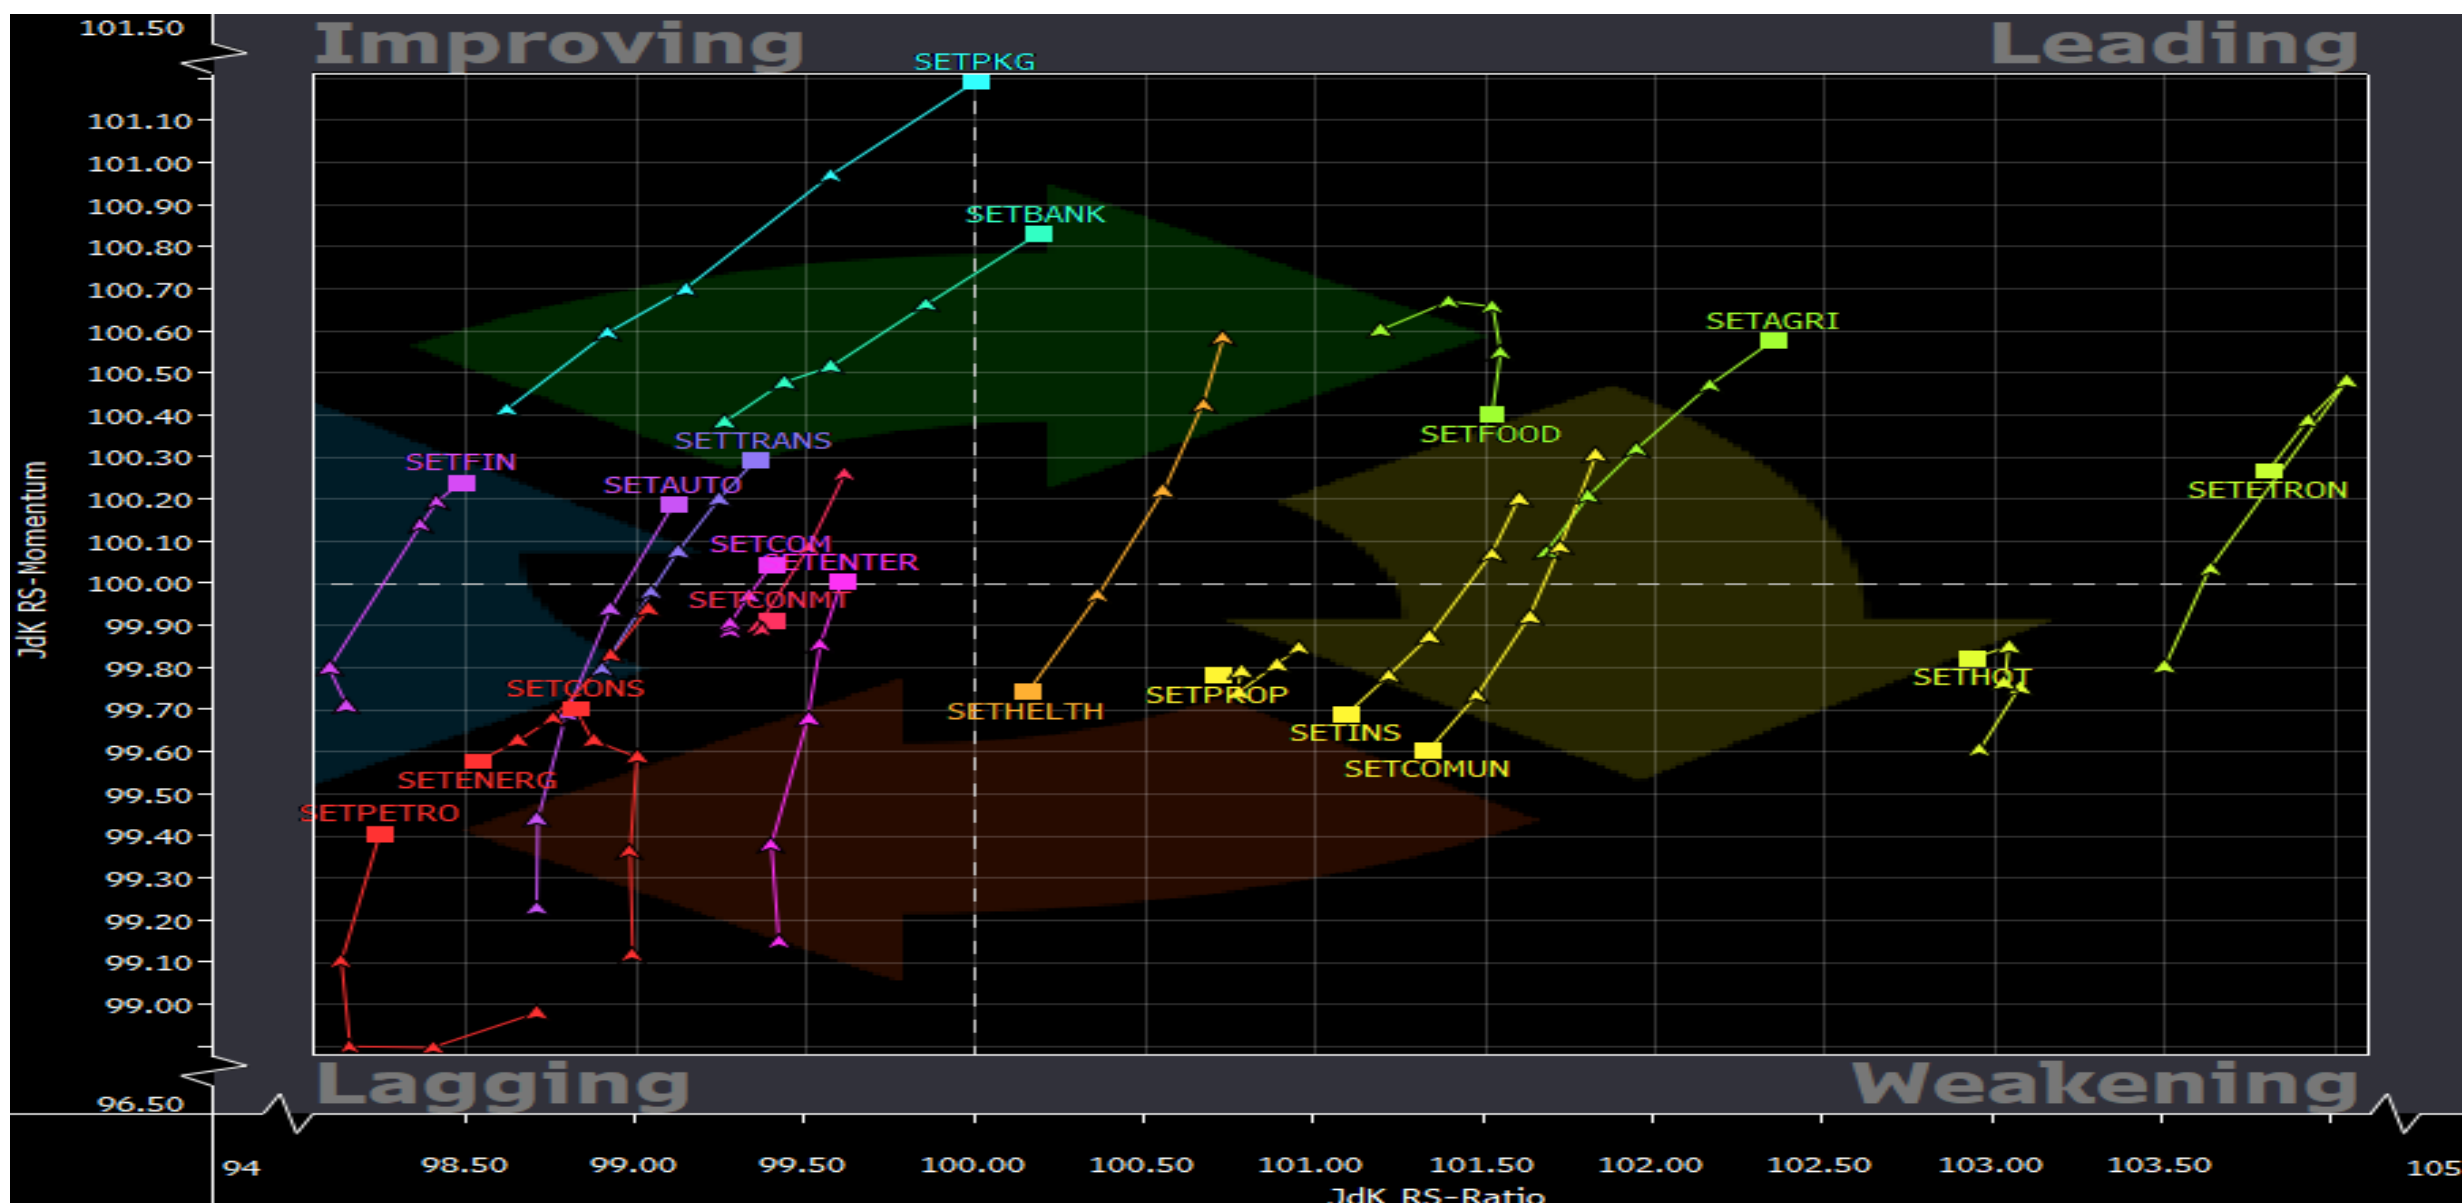 101.50
Improving
Leading
SETPKG
101.10
101.00
100.90
SETBANK
100.80
100.70
100.60
SETAGRI
100.50
100.40
SETTRANS
SETFOOD
100.30
SETFIN
SETAUTO
SETETRON
100.20
100.10
SETCOM
SETENTER
100.00
SETCONMT
99.90
99.80
SETHOT
SETCONS
SETPROP
99.70
SETHELTH
SETINS
99.60
SETENERG
SETCOMUN
99.50
SETPETRO
99.40
99.30
99.20
99.10
99.00
JdK RS-Momentum
Lagging
Weakening
96.50
94
98.50
99.00
99.50
100.00
100.50
101.00
101.50
102.00
102.50
103.00
103.50
105
JdK RS-Ratio